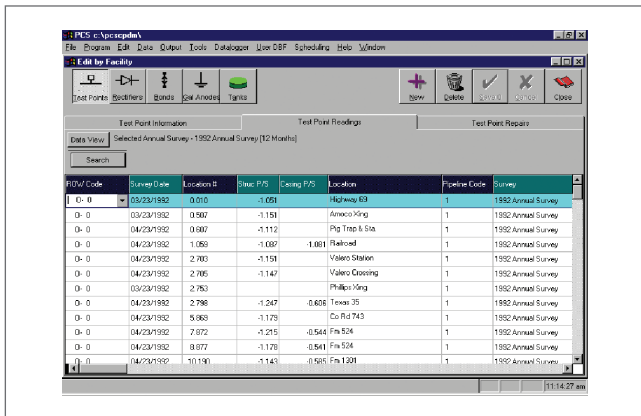 PCS c:\pcscpdm\
File Program Edit Data Output Tools Datalogger User DBF Scheduling Help Window
Edit by Facility
Test Points Rectifiers Bonds Gal Anodes Tanks New Delete Cancel Close
Test Point Information Test Point Readings Test Point Repairs
Data View Selected Annual Survey - 1992 Annual Survey [12 Months]
Search
ROW Code Survey Date Location # Struc P/S Casing P/S Location Pipeline Code Survey
0- 0 03/23/1992 0.010 -1.051 Highway 69 1 1992 Annual Survey
0- 0 03/23/1992 0.507 -1.151 Amoco Xing 1 1992 Annual Survey
0- 0 04/23/1992 0.607 -1.112 Pig Trap & Sta 1 1992 Annual Survey
0- 0 04/23/1992 1.059 -1.087 -1.081 Railroad 1 1992 Annual Survey
0- 0 04/23/1992 2.703 -1.151 Valero Station 1 1992 Annual Survey
0- 0 04/23/1992 2.705 -1.147 Valero Crossing 1 1992 Annual Survey
0- 0 03/23/1992 2.753 Phillips Xing 1 1992 Annual Survey
0- 0 04/23/1992 2.798 -1.247 -0.606 Texas 35 1 1992 Annual Survey
0- 0 04/23/1992 5.869 -1.179 Co Rd 743 1 1992 Annual Survey
0- 0 04/23/1992 7.872 -1.215 -0.544 Fm 524 1 1992 Annual Survey
0- 0 04/23/1992 8.877 -1.178 -0.541 Fm 524 1 1992 Annual Survey
0- 0 04/23/1992 10.190 -1.143 -0.585 Fm 1301 1 1992 Annual Survey
11:14:27 am